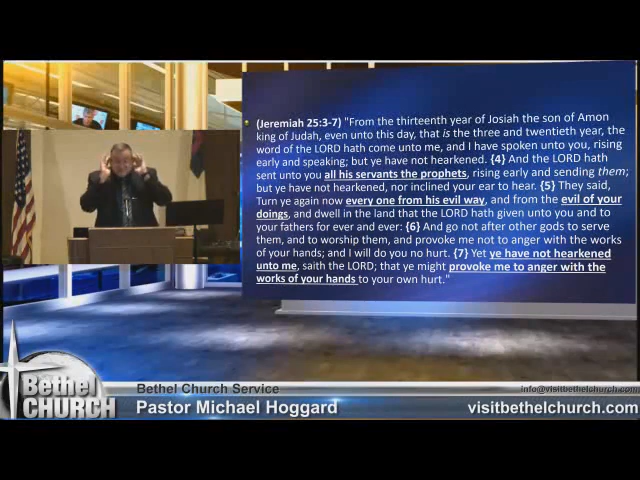 (Jeremiah 25:3-7) "From the thirteenth year of Josiah the son of Amon
king of Judah, even unto this day, that is the three and twentieth year, the
word of the LORD hath come unto me, and I have spoken unto you, rising
early and speaking; but ye have not hearkened. {4} And the LORD hath
sent unto you all his servants the prophets, rising early and sending them;
but ye have not hearkened, nor inclined your ear to hear. {5} They said,
Turn ye again now every one from his evil way, and from the evil of your
doings, and dwell in the land that the LORD hath given unto you and to
your fathers for ever and ever: {6} And go not after other gods to serve
them, and to worship them, and provoke me not to anger with the works
of your hands; and I will do you no hurt. {7} Yet ye have not hearkened
unto me, saith the LORD; that ye might provoke me to anger with the
works of your hands to your own hurt."
Bethel
CHURCH
Bethel Church Service
info@visitbethelchurch.com
Pastor Michael Hoggard
visitbethelchurch.com